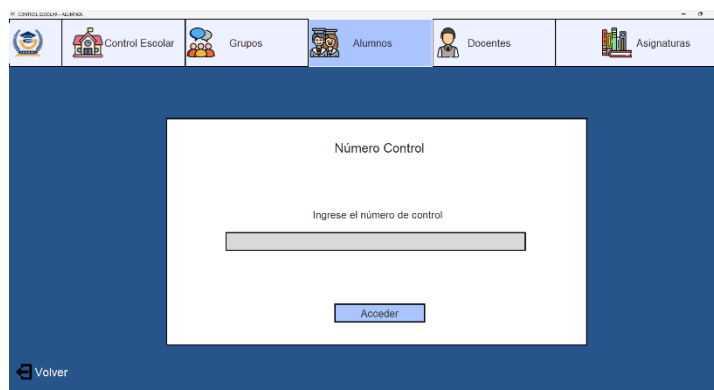 CONTROL ESCOLAR - ALUMNOS
Control Escolar
Grupos
Alumnos
Docentes
Asignaturas
Número Control
Ingrese el número de control
Acceder
Volver